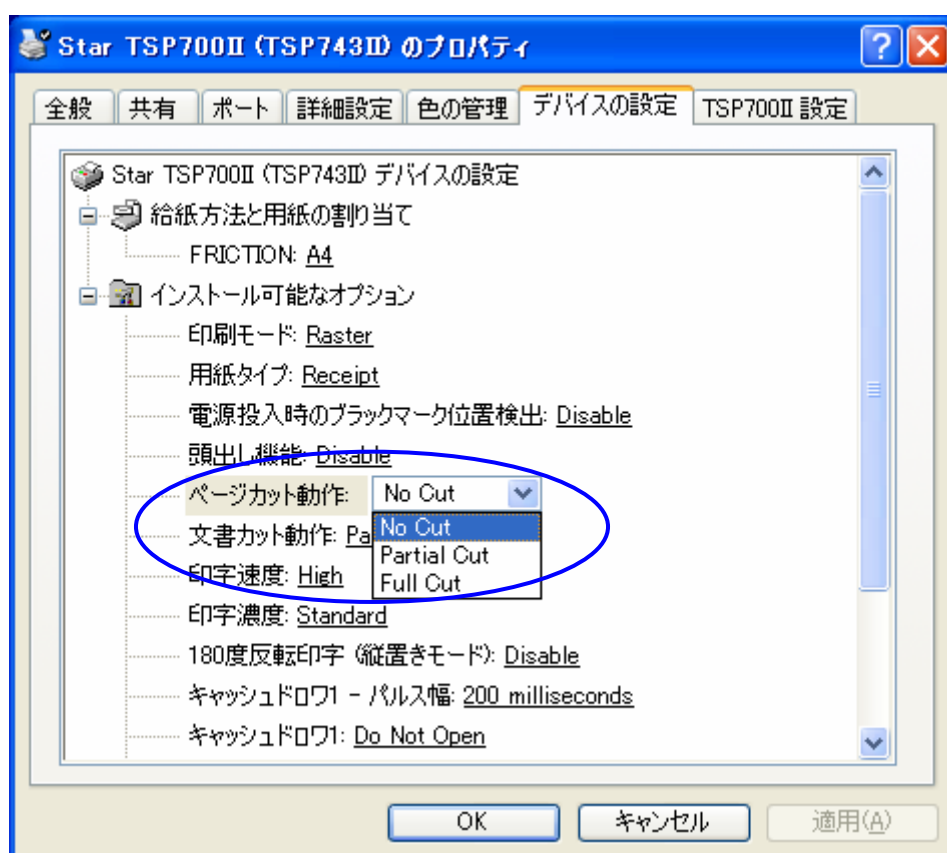 Star TSP700Ⅱ (TSP743Ⅱ) のプロパティ
全般 共有 ポート 詳細設定 色の管理 デバイスの設定 TSP700Ⅱ 設定
Star TSP700Ⅱ (TSP743Ⅱ) デバイスの設定
給紙方法と用紙の割り当て
FRICTION: A4
インストール可能なオプション
印刷モード: Raster
用紙タイプ: Receipt
電源投入時のブラックマーク位置検出: Disable
頭出し機能: Disable
ページカット動作: No Cut
No Cut
文書カット動作: Pa
Partial Cut
印字速度: High
Full Cut
印字濃度: Standard
180度反転印字 (縦置きモード): Disable
キャッシュドロワ1 - パルス幅: 200 milliseconds
キャッシュドロワ1: Do Not Open
OK キャンセル 適用(A)